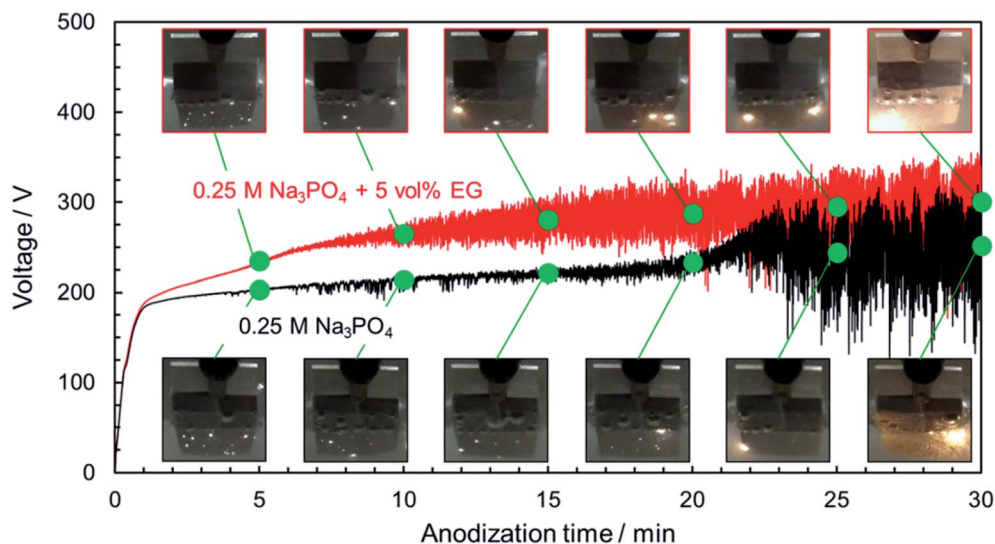 500
400
300
200
100
0
Voltage / V
0.25 M Na₃PO₄ + 5 vol% EG
0.25 M Na₃PO₄
0 5 10 15 20 25 30
Anodization time / min